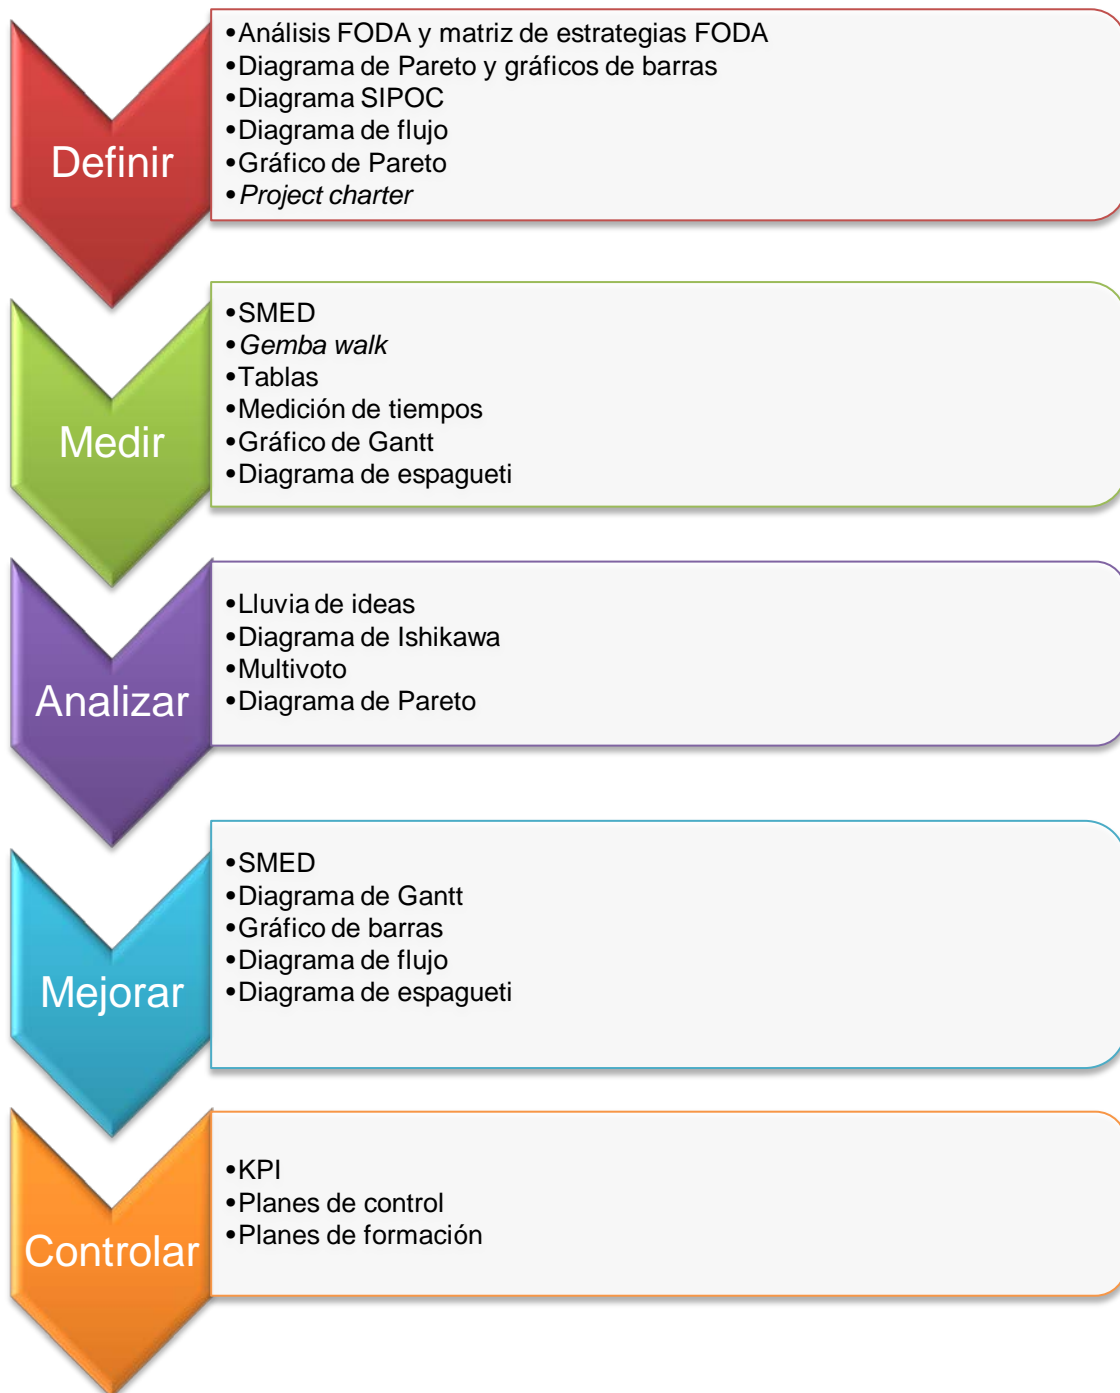 Definir
•Análisis FODA y matriz de estrategias FODA
•Diagrama de Pareto y gráficos de barras
•Diagrama SIPOC
•Diagrama de flujo
•Gráfico de Pareto
•Project charter
Medir
•SMED
•Gemba walk
•Tablas
•Medición de tiempos
•Gráfico de Gantt
•Diagrama de espagueti
Analizar
•Lluvia de ideas
•Diagrama de Ishikawa
•Multivoto
•Diagrama de Pareto
Mejorar
•SMED
•Diagrama de Gantt
•Gráfico de barras
•Diagrama de flujo
•Diagrama de espagueti
Controlar
•KPI
•Planes de control
•Planes de formación